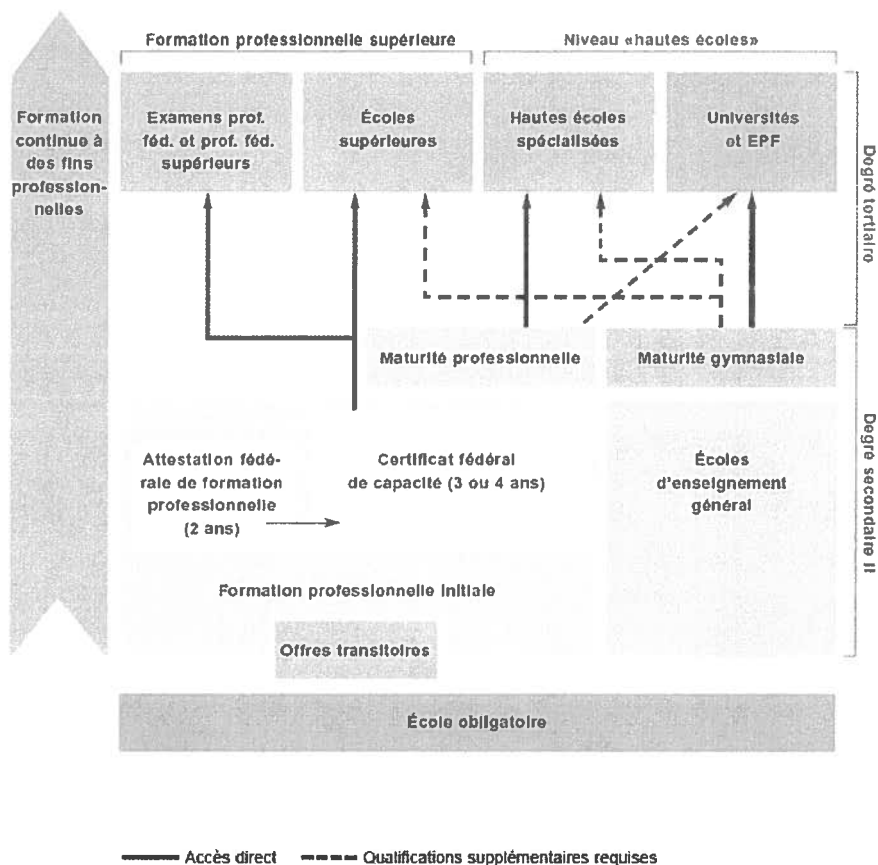 Formation professionnelle supérieure
Niveau «hautes écoles»
Formation
continue à
des fins
profession-
nelles
Examens prof.
féd. et prof. féd.
supérieurs
Écoles
supérieures
Hautes écoles
spécialisées
Universités
et EPF
Degré tertiaire
Maturité professionnelle
Maturité gymnasiale
Degré secondaire II
Attestation fédé-
rale de formation
professionnelle
(2 ans)
Certificat fédéral
de capacité (3 ou 4 ans)
Écoles
d'enseignement
général
Formation professionnelle initiale
Offres transitoires
École obligatoire
Accès direct
Qualifications supplémentaires requises